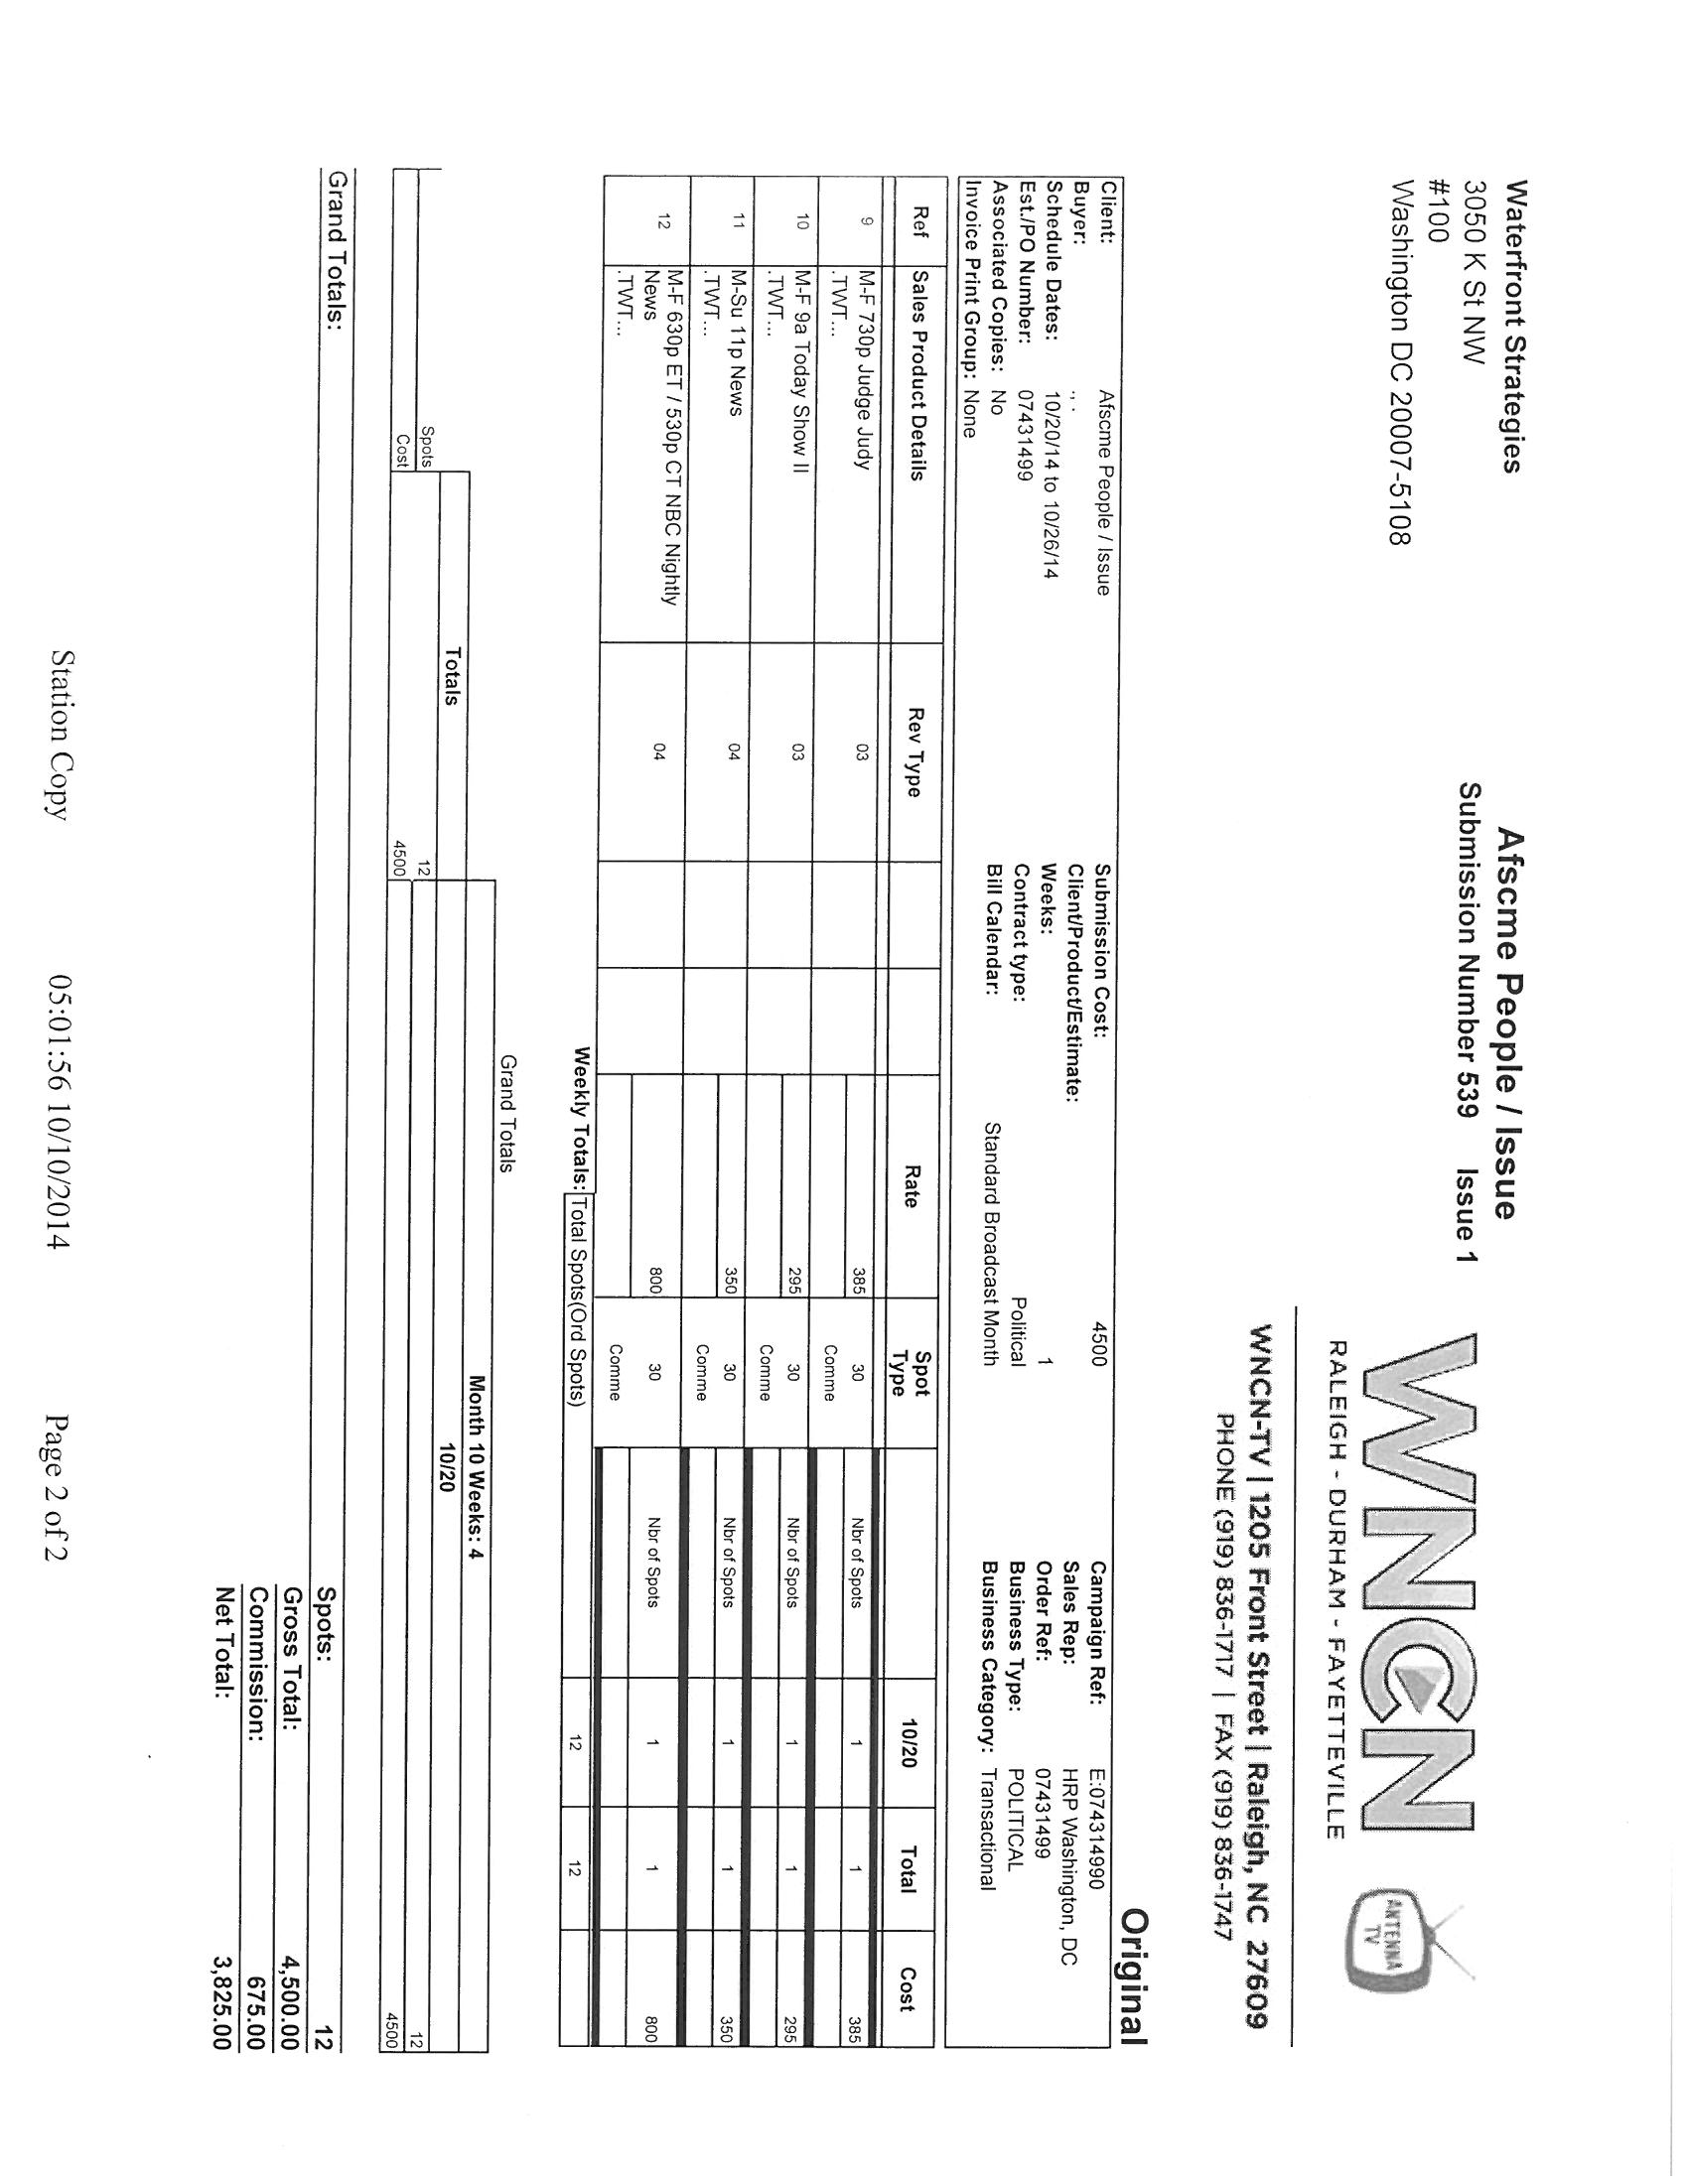 Waterfront Strategies
3050 K St NW
#100
Washington DC 20007-5108
Afscme People / Issue
Submission Number 539 Issue 1
WNCN
ANTENNA
TV
RALEIGH - DURHAM - FAYETTEVILLE
WNCN-TV | 1205 Front Street | Raleigh, NC 27609
PHONE (919) 836-1717 | FAX (919) 836-1747
Original
Client: Afscme People / Issue Submission Cost: 4500 Campaign Ref: E:074314990
Buyer: ., . Client/Product/Estimate: Sales Rep: HRP Washington, DC
Schedule Dates: 10/20/14 to 10/26/14 Weeks: 1 Order Ref: 07431499
Est./PO Number: 07431499 Contract type: Political Business Type: POLITICAL
Associated Copies: No Bill Calendar: Standard Broadcast Month Business Category: Transactional
Invoice Print Group: None
Ref Sales Product Details Rev Type Rate Spot Type 10/20 Total Cost
9 M-F 730p Judge Judy 03 385 30 Nbr of Spots 1 1 385
.TWT... Comme
10 M-F 9a Today Show II 03 295 30 Nbr of Spots 1 1 295
.TWT... Comme
11 M-Su 11p News 04 350 30 Nbr of Spots 1 1 350
.TWT... Comme
12 M-F 630p ET / 530p CT NBC Nightly 04 800 30 Nbr of Spots 1 1 800
News
.TWT... Comme
Weekly Totals: Total Spots(Ord Spots) 12 12
Grand Totals
Month 10 Weeks: 4
Totals 10/20
Spots 12 12
Cost 4500 4500
Grand Totals:
Spots: 12
Gross Total: 4,500.00
Commission: 675.00
Net Total: 3,825.00
Station Copy 05:01:56 10/10/2014 Page 2 of 2